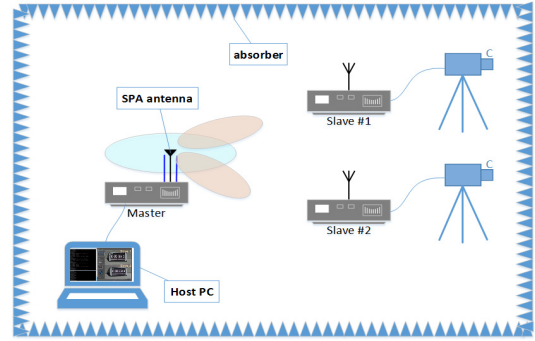 absorber
C
SPA antenna
Slave #1
C
Master
Slave #2
Host PC